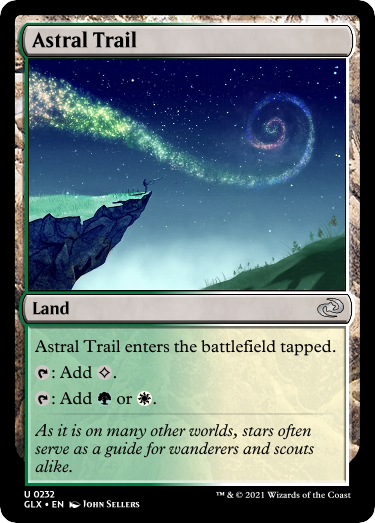 Astral Trail
Land
Astral Trail enters the battlefield tapped.
: Add .
: Add or .
As it is on many other worlds, stars often
serve as a guide for wanderers and scouts
alike.
U 0232
GLX • EN John Sellers
™ & © 2021 Wizards of the Coast